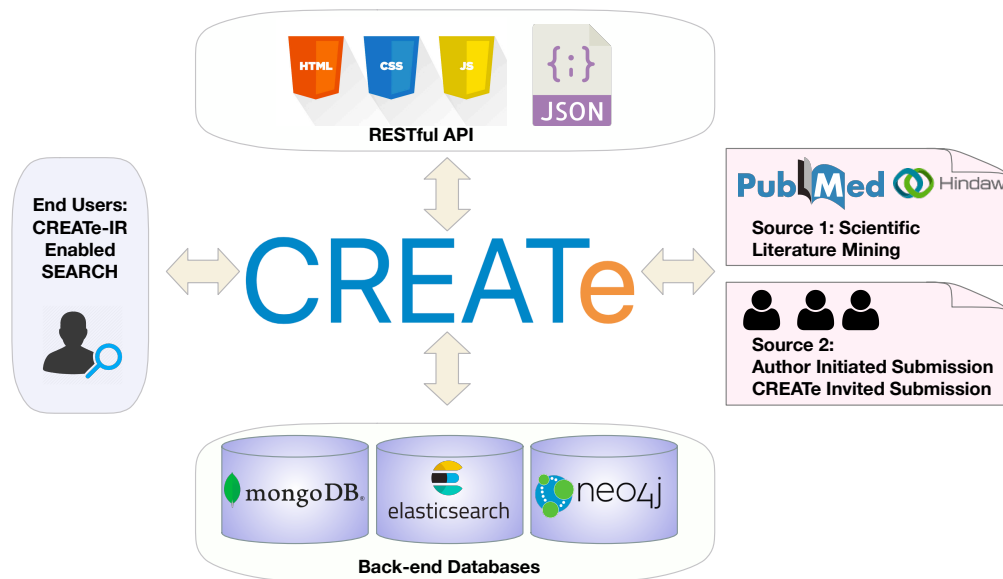 HTML
CSS
JS
{;}
JSON
RESTful API
End Users:
CREATe-IR
Enabled
SEARCH
CREATe
PubMed
Hindaw
Source 1: Scientific
Literature Mining
Source 2:
Author Initiated Submission
CREATe Invited Submission
mongoDB®
elasticsearch
neo4j
Back-end Databases